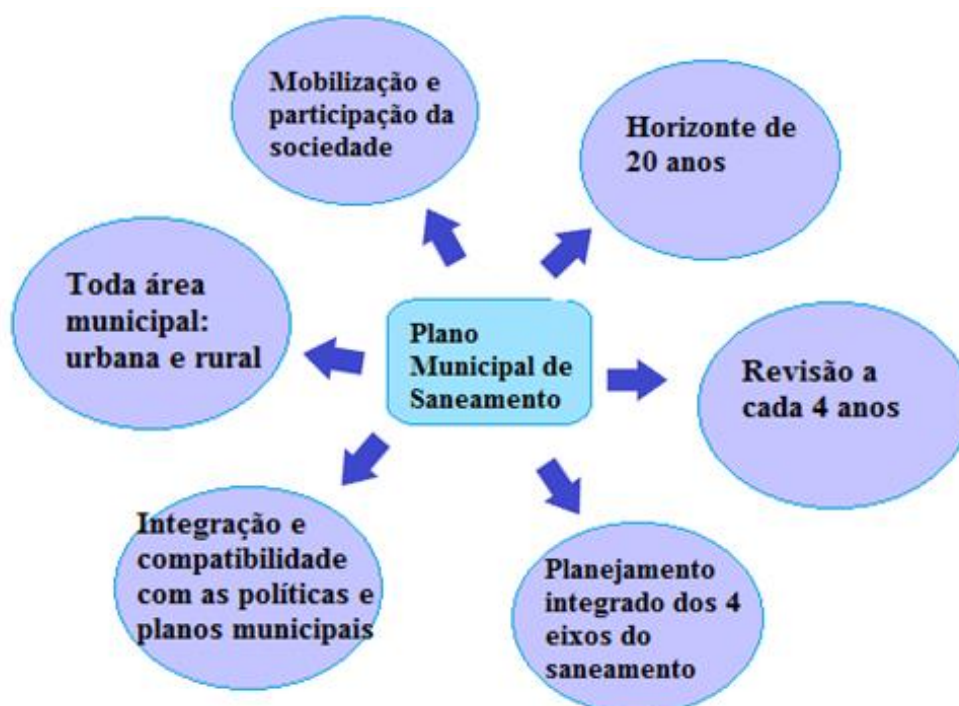 Mobilização e
participação da
sociedade
Horizonte de
20 anos
Toda área
municipal:
urbana e rural
Plano
Municipal de
Saneamento
Revisão a
cada 4 anos
Integração e
compatibilidade
com as políticas e
planos municipais
Planejamento
integrado dos 4
eixos do
saneamento